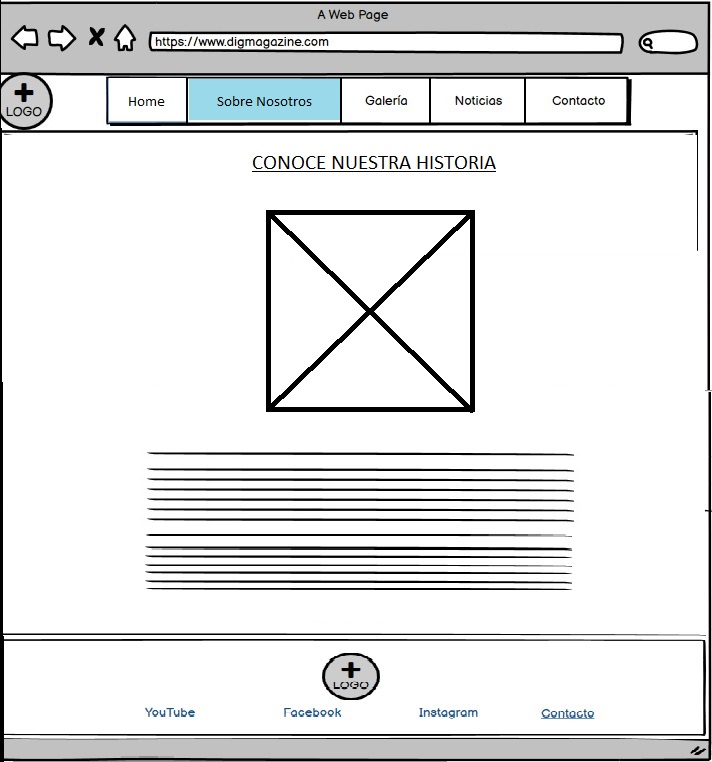 A Web Page
https://www.digmagazine.com
LOGO
Home Sobre Nosotros Galería Noticias Contacto
CONOCE NUESTRA HISTORIA
LOGO
YouTube Facebook Instagram Contacto